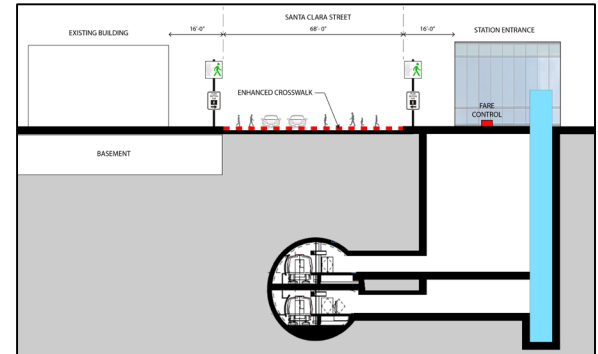 SANTA CLARA STREET
EXISTING BUILDING
16'-0"
68'- 0"
16'-0"
STATION ENTRANCE
ENHANCED CROSSWALK
FARE
CONTROL
BASEMENT